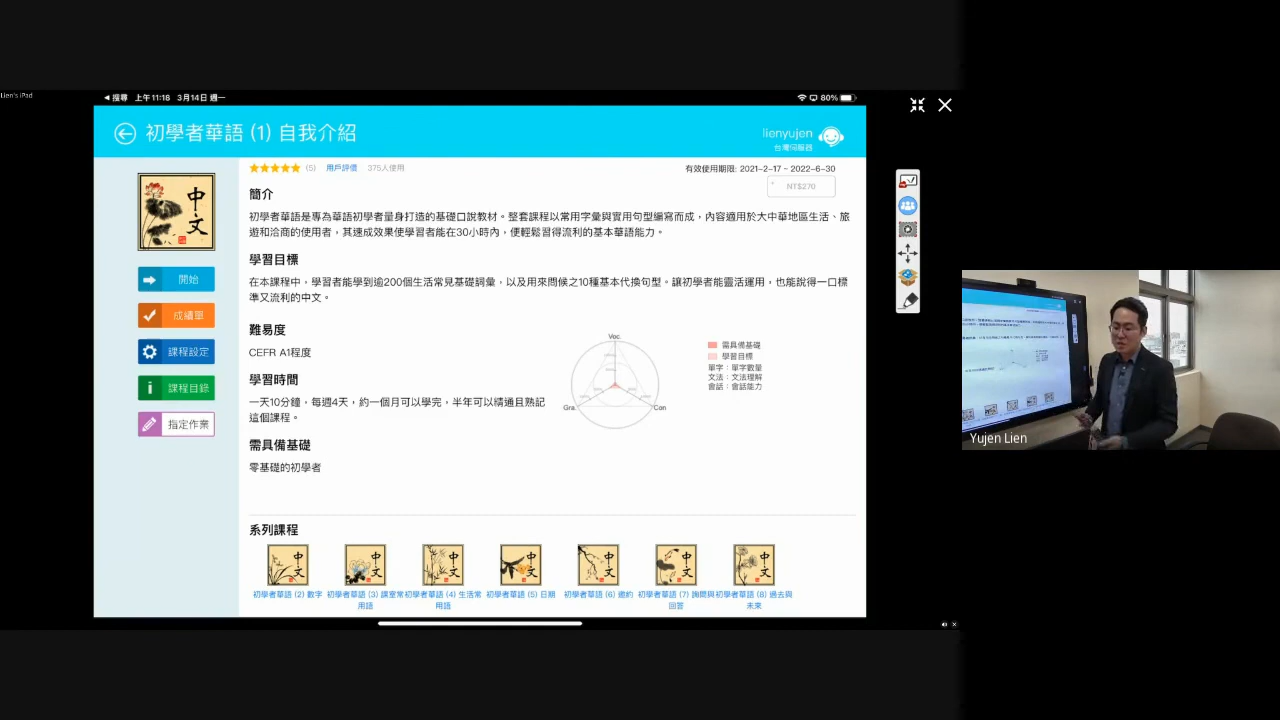 Lien's iPad
◀ 搜尋 上午11:18 3月14日 週一
80%
初學者華語 (1) 自我介紹
lienyujen
台灣伺服器
(5) 用戶評價 375人使用
有效使用期限: 2021-2-17 ~ 2022-6-30
NT$270
中文
開始
成績單
課程設定
課程目錄
指定作業
簡介
初學者華語是專為華語初學者量身打造的基礎口說教材。整套課程以常用字彙與實用句型編寫而成，內容適用於大中華地區生活、旅
遊和洽商的使用者，其速成效果使學習者能在30小時內，便輕鬆習得流利的基本華語能力。
學習目標
在本課程中，學習者能學到逾200個生活常見基礎詞彙，以及用來問候之10種基本代換句型。讓初學者能靈活運用，也能說得一口標
準又流利的中文。
難易度
CEFR A1程度
學習時間
一天10分鐘，每週4天，約一個月可以學完，半年可以精通且熟記
這個課程。
需具備基礎
零基礎的初學者
Voc
Gra
Con
需具備基礎
學習目標
單字：單字數量
文法：文法理解
會話：會話能力
系列課程
中文
中文
中文
中文
中文
中文
中文
初學者華語 (2) 數字
初學者華語 (3) 課室常
用語
初學者華語 (4) 生活常
用語
初學者華語 (5) 日期
初學者華語 (6) 邀約
初學者華語 (7) 詢問與
回答
初學者華語 (8) 過去與
未來
Yujen Lien